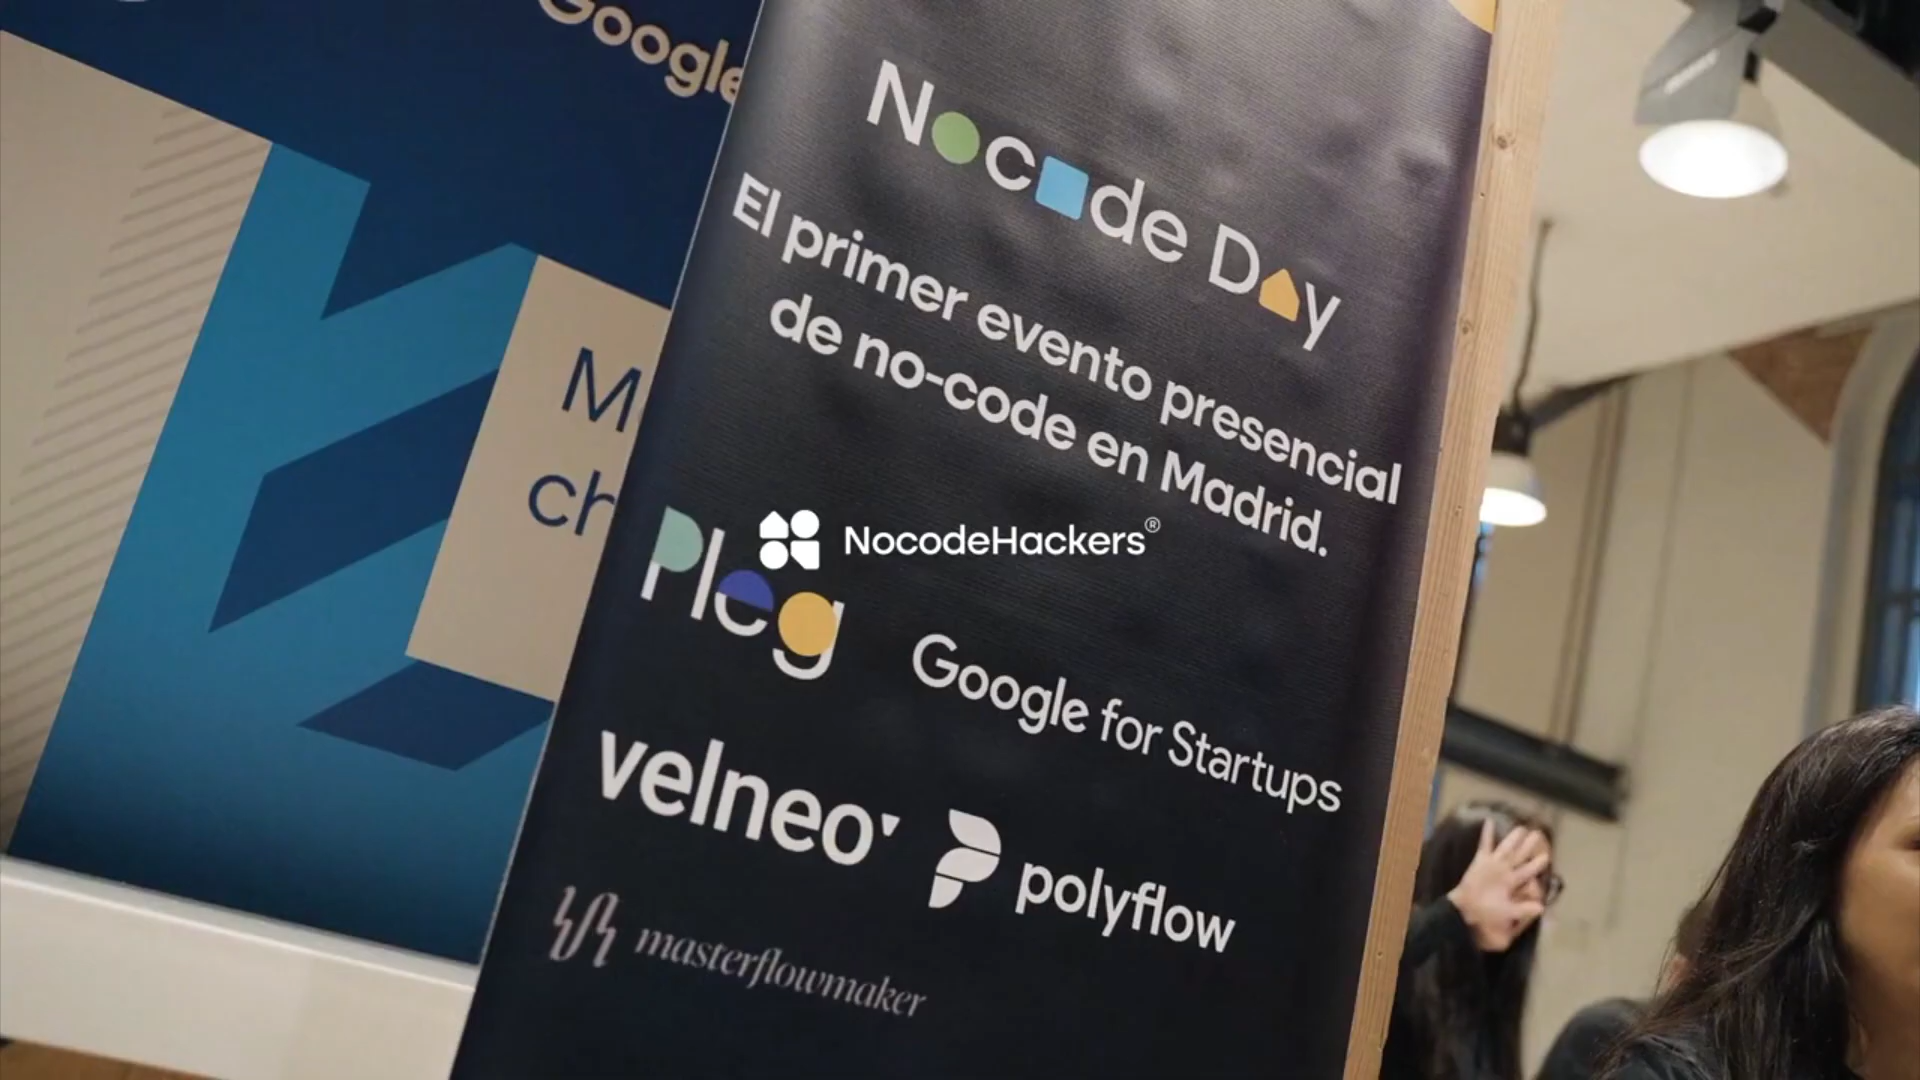 Google
M
ch
Nocode Day
El primer evento presencial
de no-code en Madrid.
NocodeHackers®
Pleg
Google for Startups
velneo
polyflow
masterflowmaker